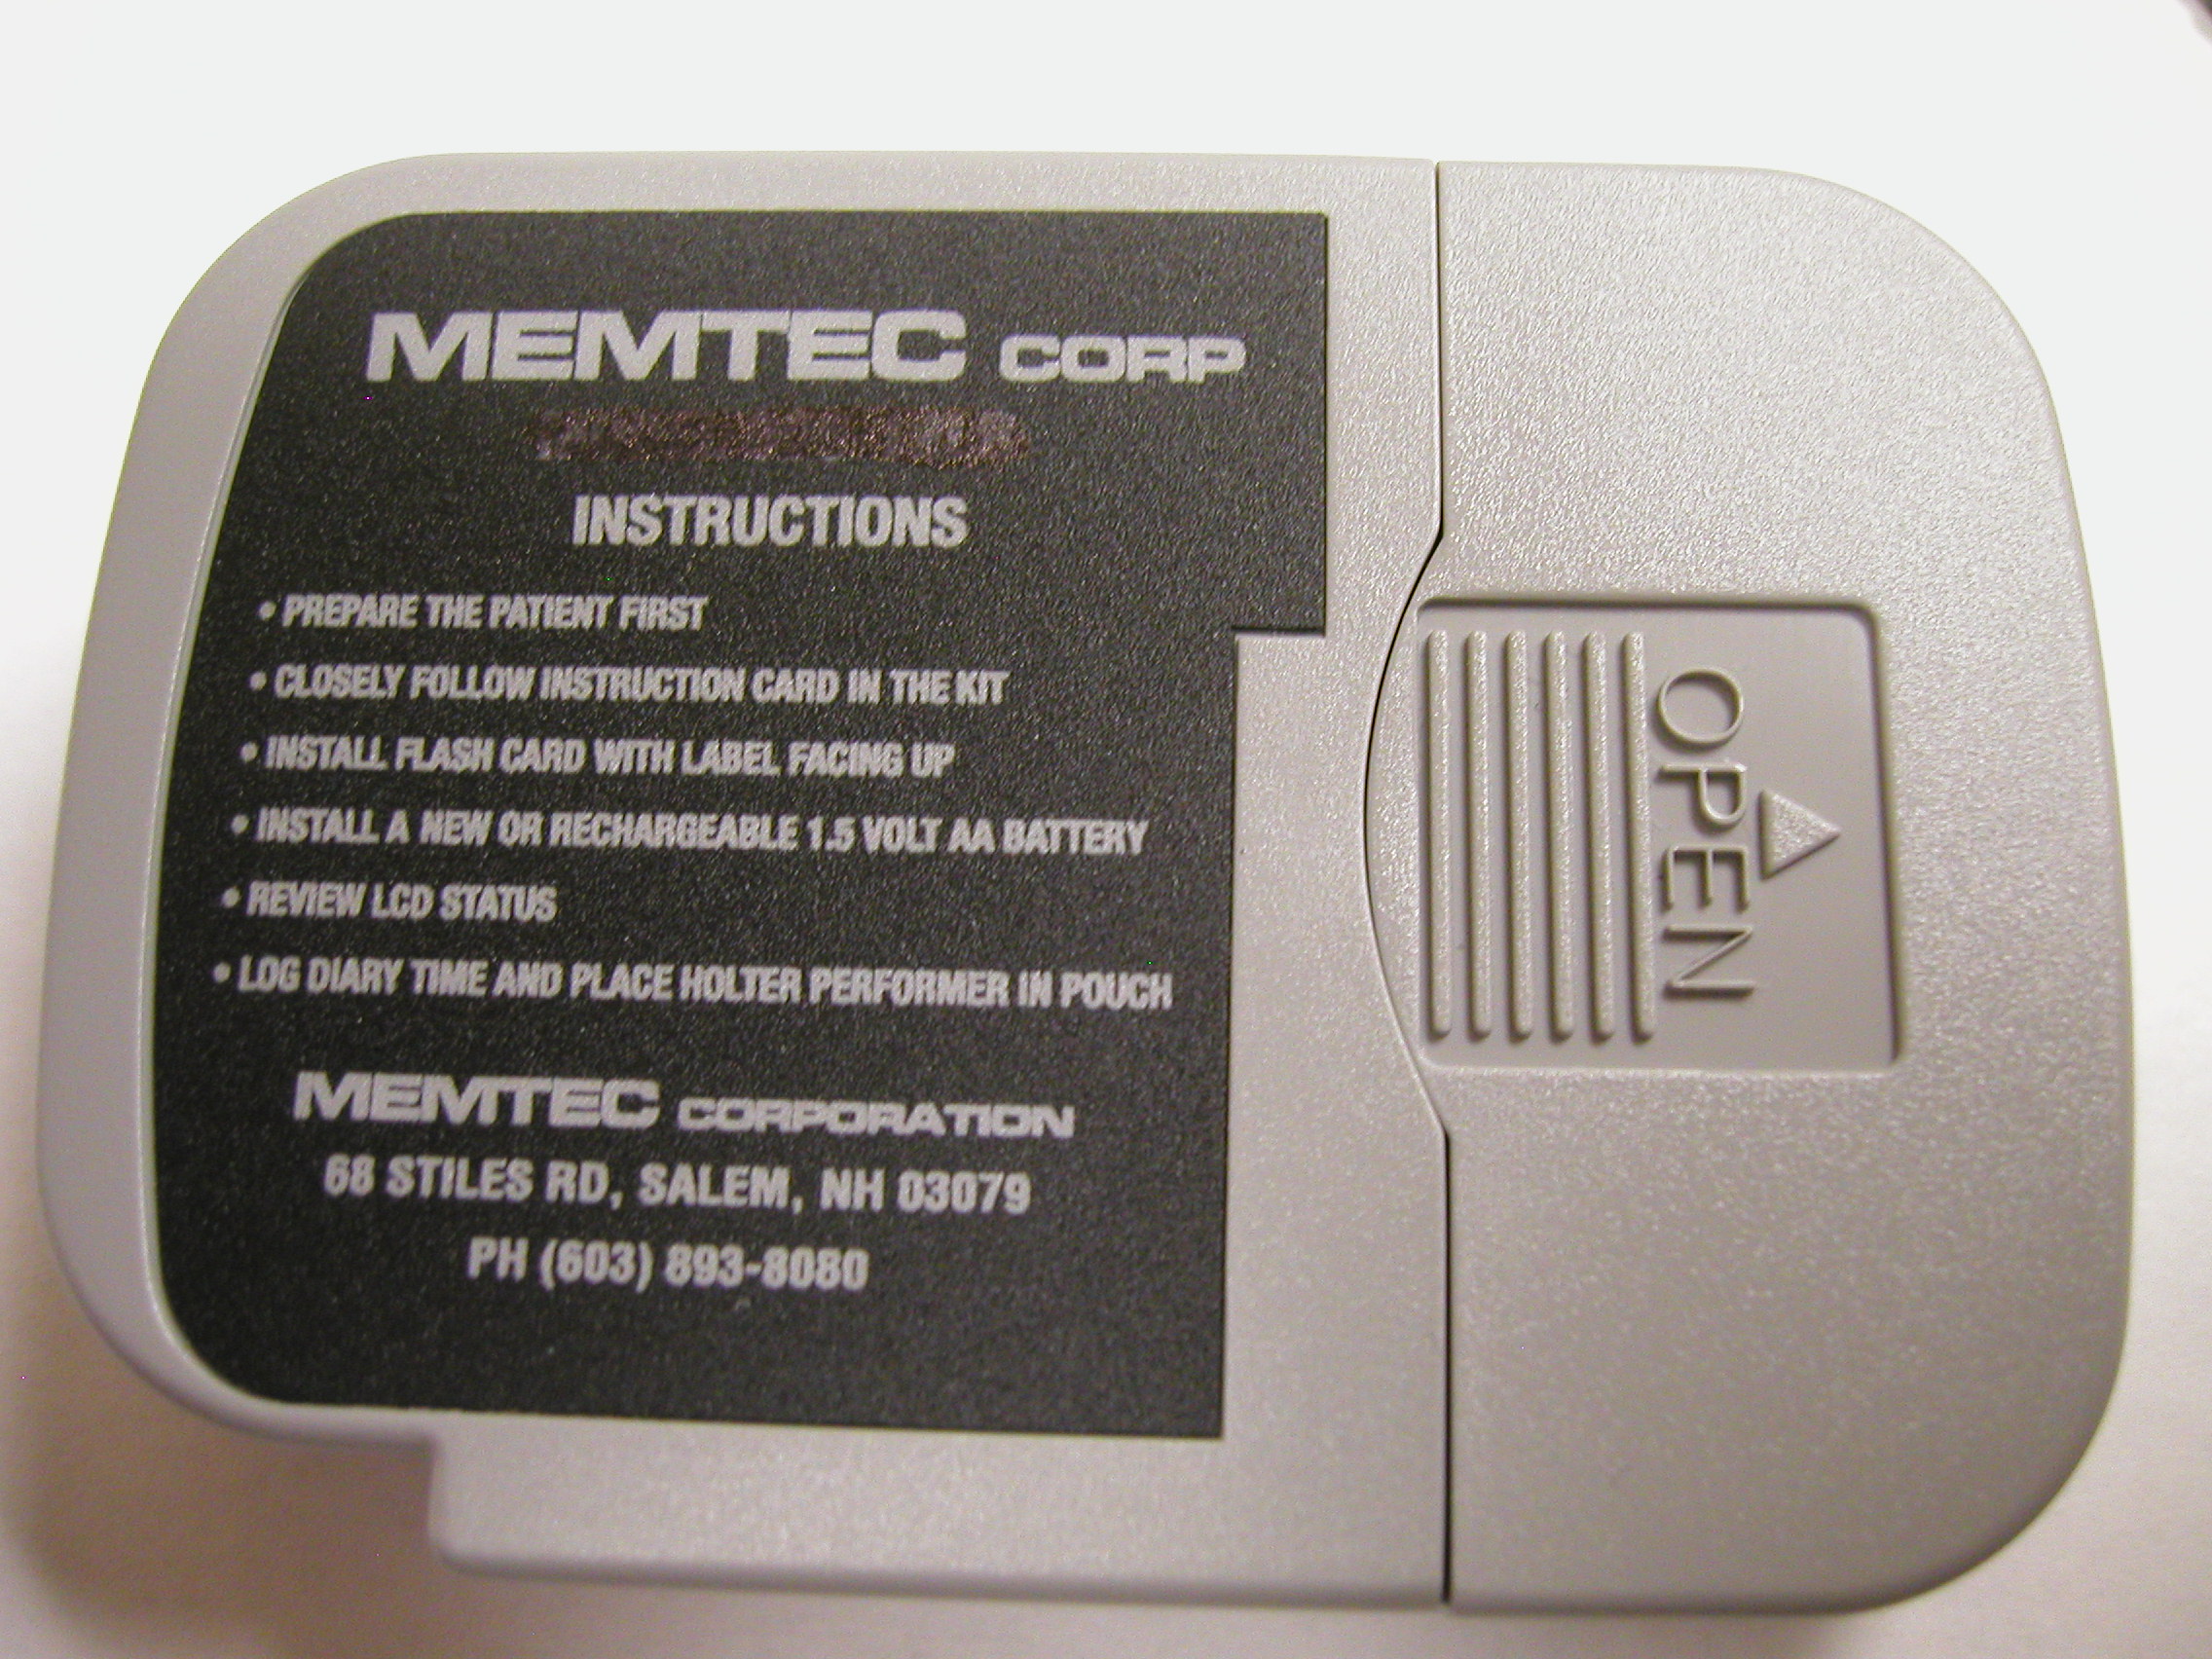 MEMTEC CORP
INSTRUCTIONS
• PREPARE THE PATIENT FIRST
• CLOSELY FOLLOW INSTRUCTION CARD IN THE KIT
• INSTALL FLASH CARD WITH LABEL FACING UP
• INSTALL A NEW OR RECHARGEABLE 1.5 VOLT AA BATTERY
• REVIEW LCD STATUS
• LOG DIARY TIME AND PLACE HOLTER PERFORMER IN POUCH
MEMTEC CORPORATION
68 STILES RD, SALEM, NH 03079
PH (603) 893-8080
OPEN